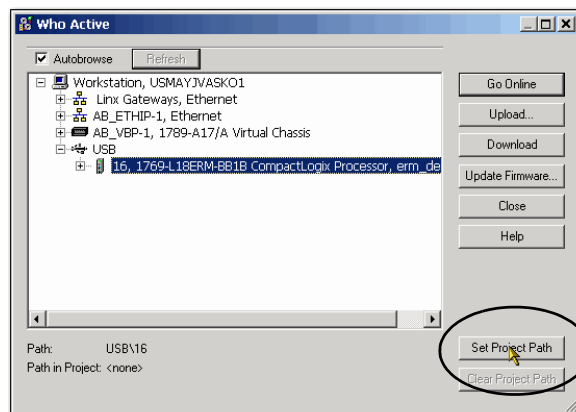 Who Active
Autobrowse
Refresh
Workstation, USMAYJVASKO1
Linx Gateways, Ethernet
AB_ETHIP-1, Ethernet
AB_VBP-1, 1789-A17/A Virtual Chassis
USB
16, 1769-L18ERM-BB1B CompactLogix Processor, erm_de
Go Online
Upload...
Download
Update Firmware...
Close
Help
Path: USB\16
Path in Project: <none>
Set Project Path
Clear Project Path